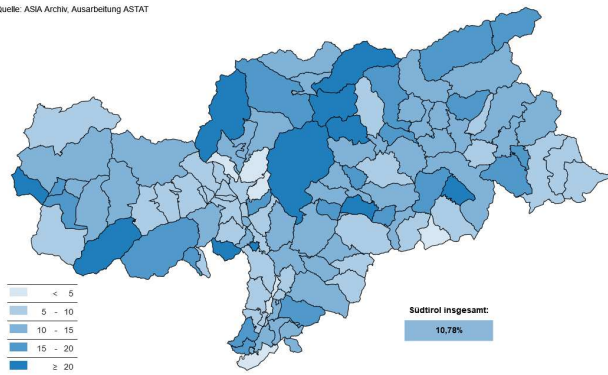 Quelle: ASIA Archiv, Ausarbeitung ASTAT
< 5
5 - 10
10 - 15
15 - 20
≥ 20
Südtirol insgesamt:
10,78%